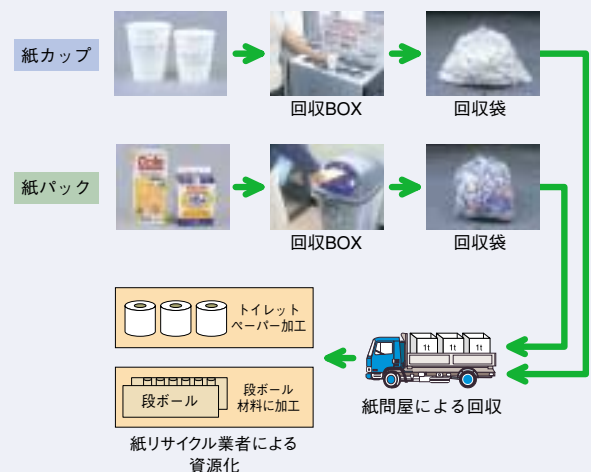 紙カップ
回収BOX
回収袋
紙パック
Dole
回収BOX
回収袋
トイレット
ペーパー加工
1t
1t
1t
段ボール
段ボール
材料に加工
紙問屋による回収
紙リサイクル業者による
資源化